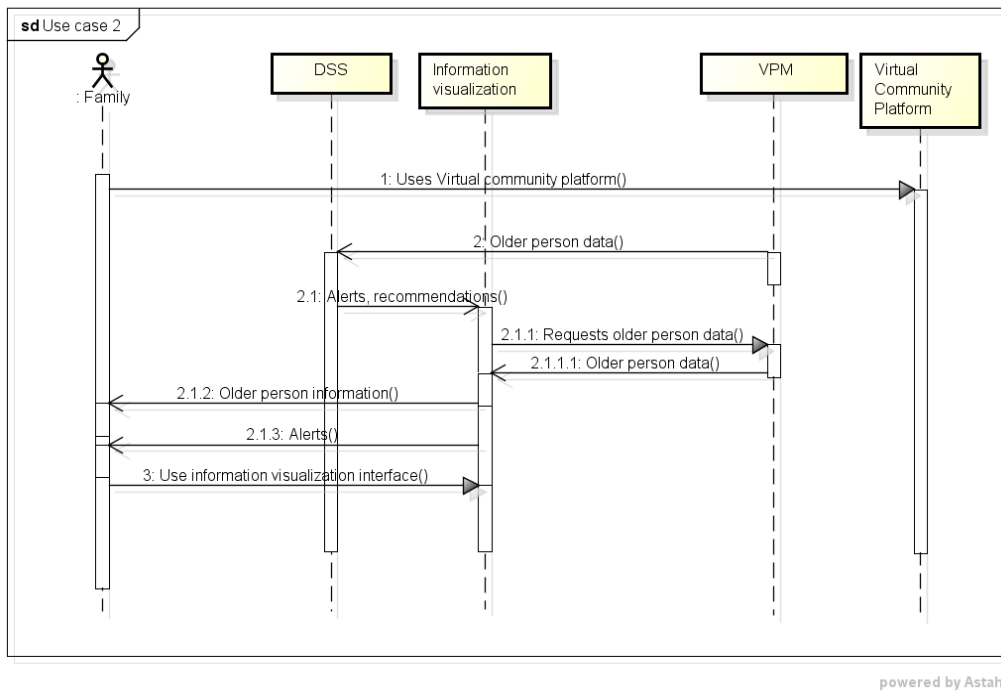 sd Use case 2
: Family
DSS
Information
visualization
VPM
Virtual
Community
Platform
1: Uses Virtual community platform()
2: Older person data()
2.1: Alerts, recommendations()
2.1.1: Requests older person data()
2.1.1.1: Older person data()
2.1.2: Older person information()
2.1.3: Alerts()
3: Use information visualization interface()
powered by Astah